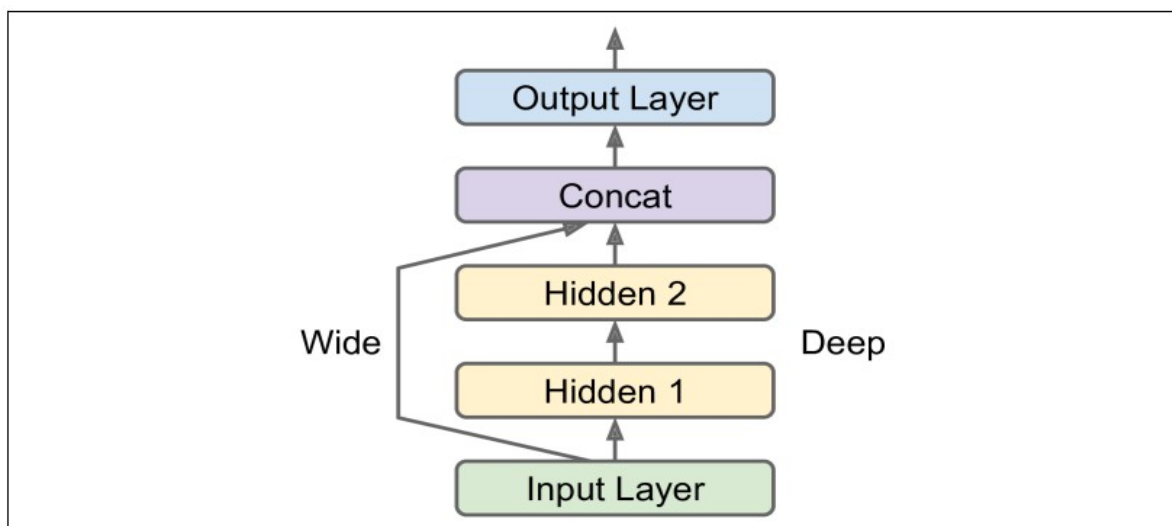 Output Layer
Concat
Hidden 2
Wide
Deep
Hidden 1
Input Layer